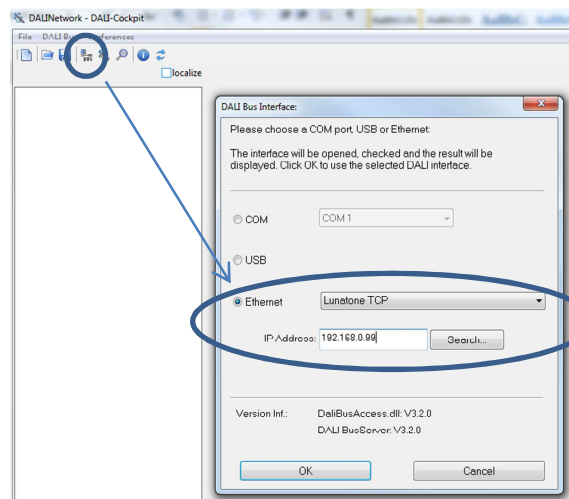 DALINetwork - DALI-Cockpit
File DALI Bus Preferences
localize
DALI Bus Interface:
Please choose a COM port, USB or Ethernet:
The interface will be opened, checked and the result will be
displayed. Click OK to use the selected DALI interface.
COM COM 1
USB
Ethernet Lunatone TCP
IP Address: 192.168.0.99 Search...
Version Inf.: DaliBusAccess.dll: V3.2.0
DALI BusServer: V3.2.0
OK Cancel